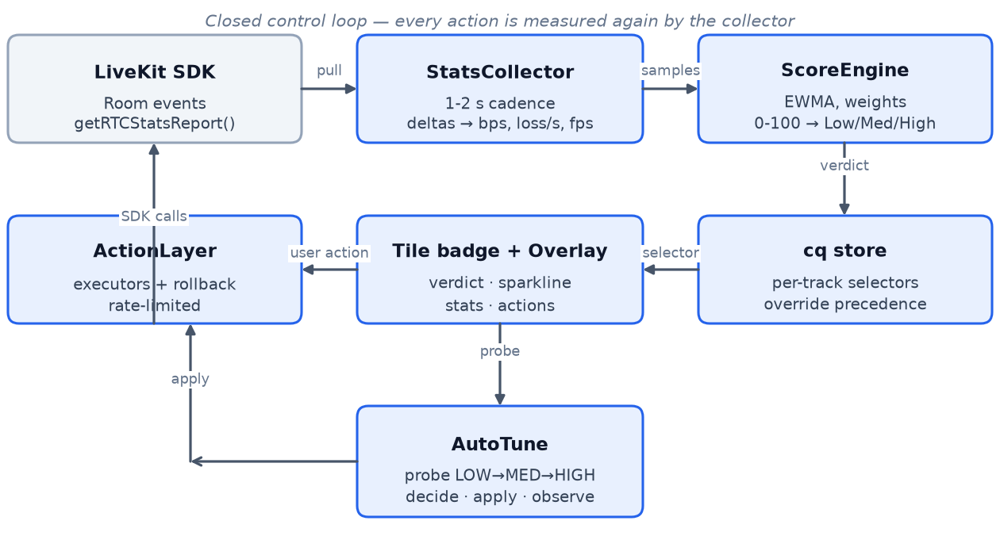 Closed control loop — every action is measured again by the collector
LiveKit SDK
Room events
getRTCStatsReport()
pull
StatsCollector
1-2 s cadence
deltas → bps, loss/s, fps
samples
ScoreEngine
EWMA, weights
0-100 → Low/Med/High
verdict
SDK calls
ActionLayer
executors + rollback
rate-limited
user action
Tile badge + Overlay
verdict · sparkline
stats · actions
selector
cq store
per-track selectors
override precedence
probe
apply
AutoTune
probe LOW→MED→HIGH
decide · apply · observe